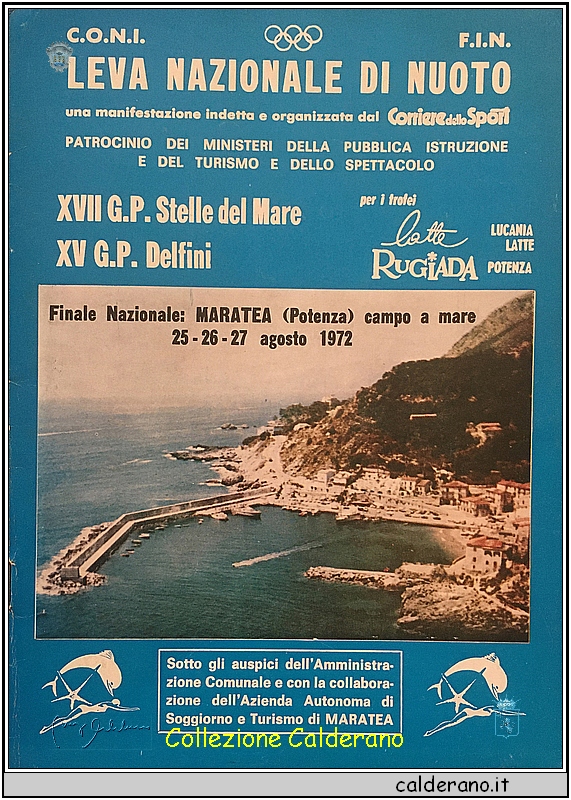 C.O.N.I.
F.I.N.
LEVA NAZIONALE DI NUOTO
una manifestazione indetta e organizzata dal Corriere dello Sport
PATROCINIO DEI MINISTERI DELLA PUBBLICA ISTRUZIONE
E DEL TURISMO E DELLO SPETTACOLO
XVII G.P. Stelle del Mare
XV G.P. Delfini
per i trofei
latte
RUGIADA
LUCANIA
LATTE
POTENZA
Finale Nazionale: MARATEA (Potenza) campo a mare
25-26-27 agosto 1972
Sotto gli auspici dell'Amministra-
zione Comunale e con la collabora-
zione dell'Azienda Autonoma di
Soggiorno e Turismo di MARATEA
Collezione Calderano
calderano.it